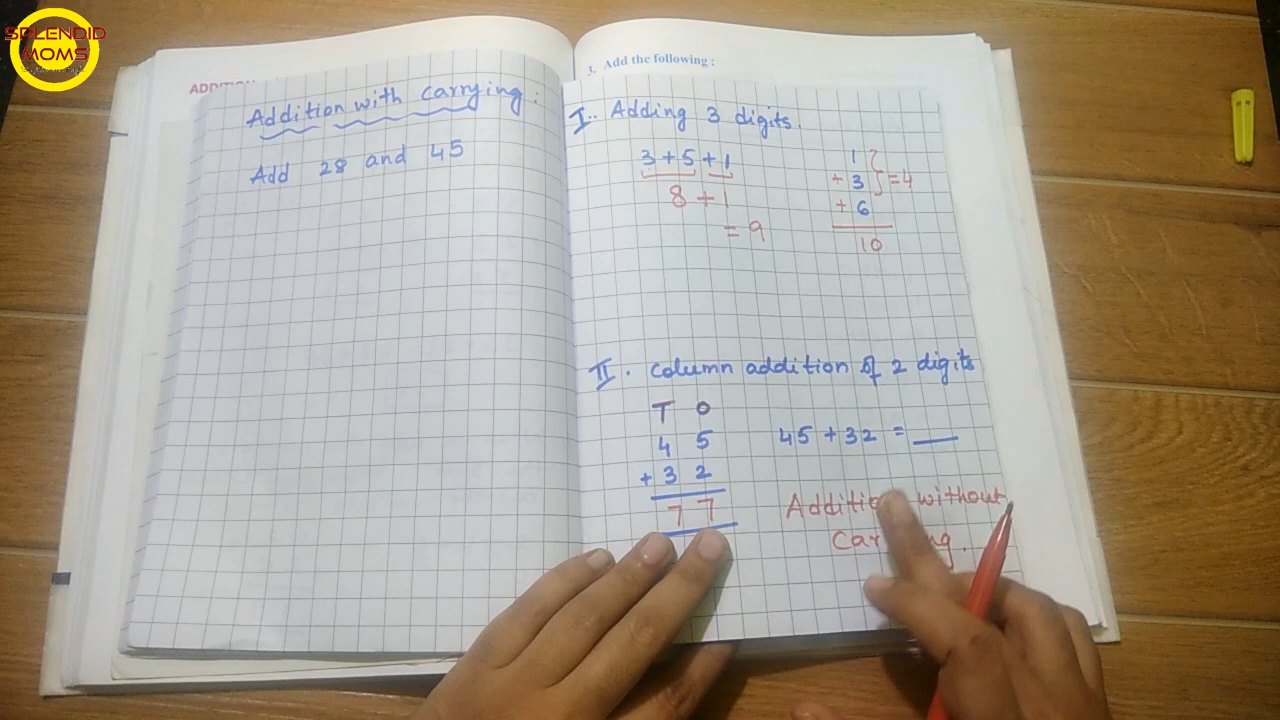 SPLENDID
MOMS
Addition with carrying :
Add 28 and 45
3. Add the following :
I.. Adding 3 digits.
3 + 5 + 1
8 + 1
= 9
1
+ 3 } = 4
+ 6
10
II. Column addition of 2 digits
T O
4 5
+ 3 2
7 7
45 + 32 = __
Addition without